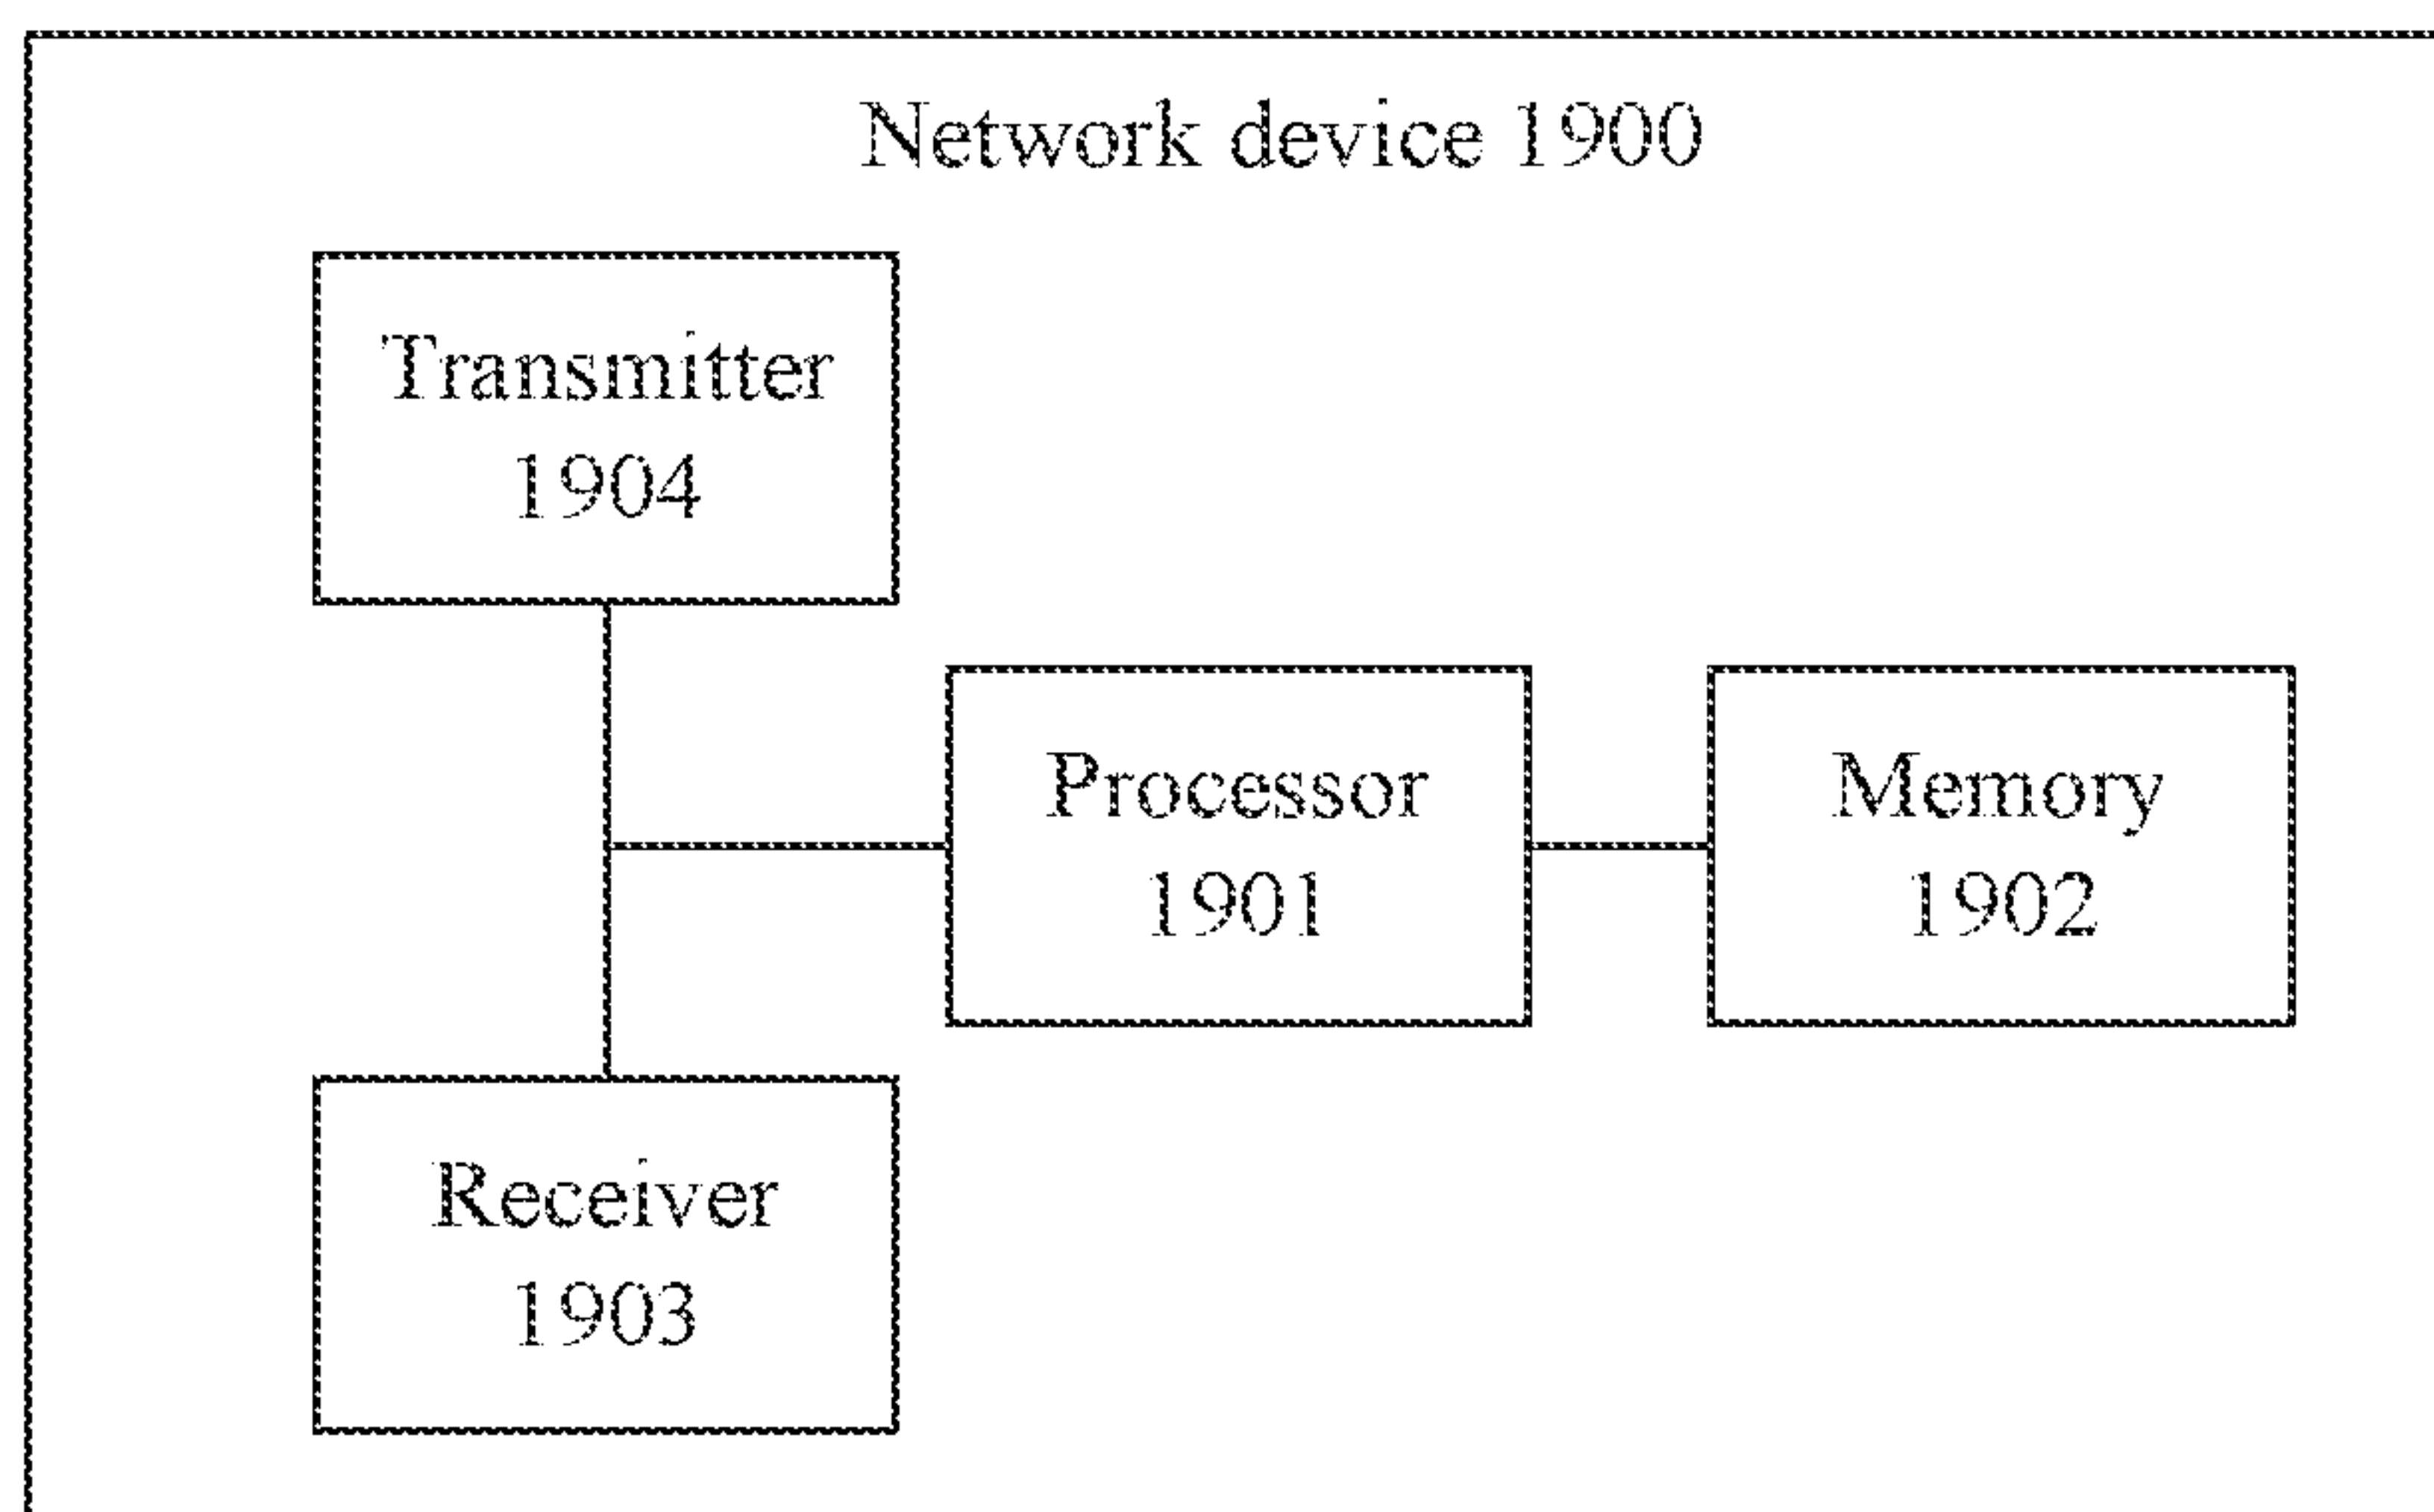 Network device 1900
Transmitter
1904
Processor
1901
Memory
1902
Receiver
1903